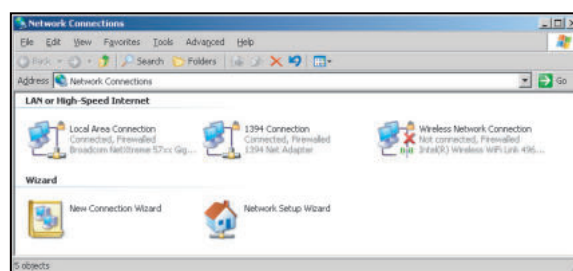 Network Connections
File Edit View Favorites Tools Advanced Help
Back Search Folders
Address Network Connections Go
LAN or High-Speed Internet
Local Area Connection
Connected, Firewalled
Broadcom NetXtreme 57xx Gig...
1394 Connection
Connected, Firewalled
1394 Net Adapter
Wireless Network Connection
Not connected, Firewalled
Intel(R) Wireless WiFi Link 496...
Wizard
New Connection Wizard
Network Setup Wizard
5 objects